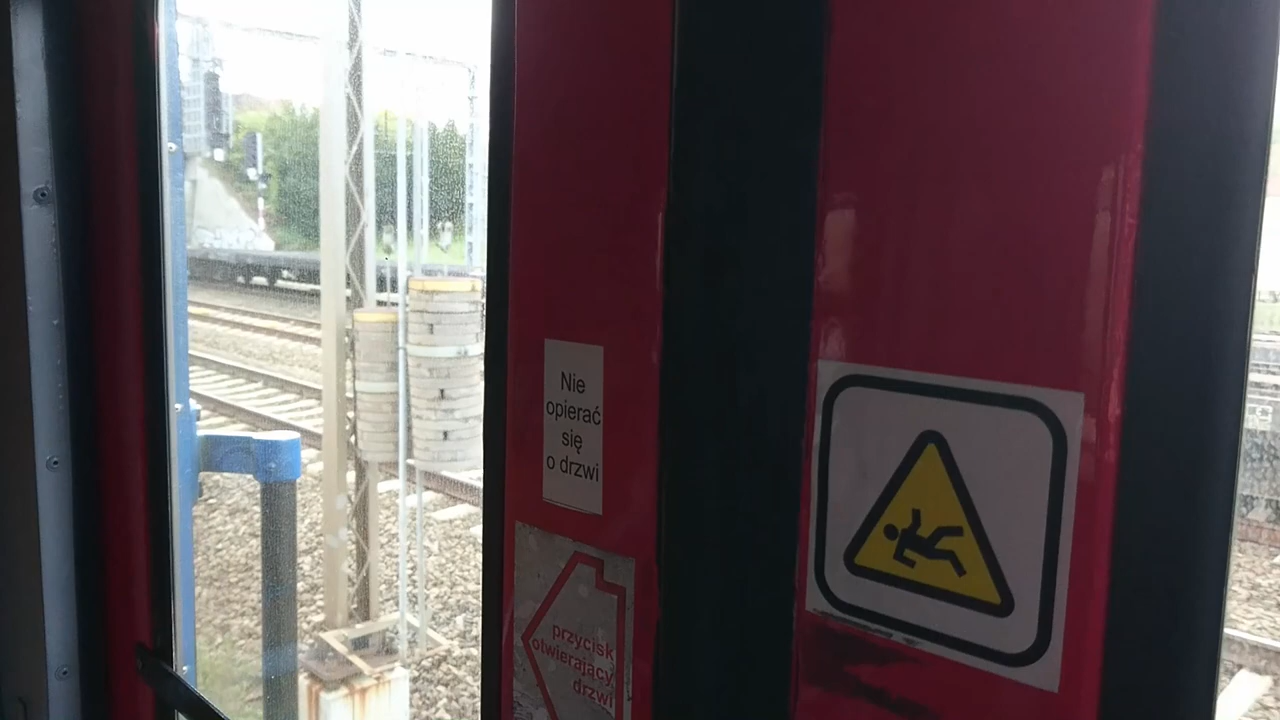 Nie
opierać
się
o drzwi
przycisk
otwierający
drzwi